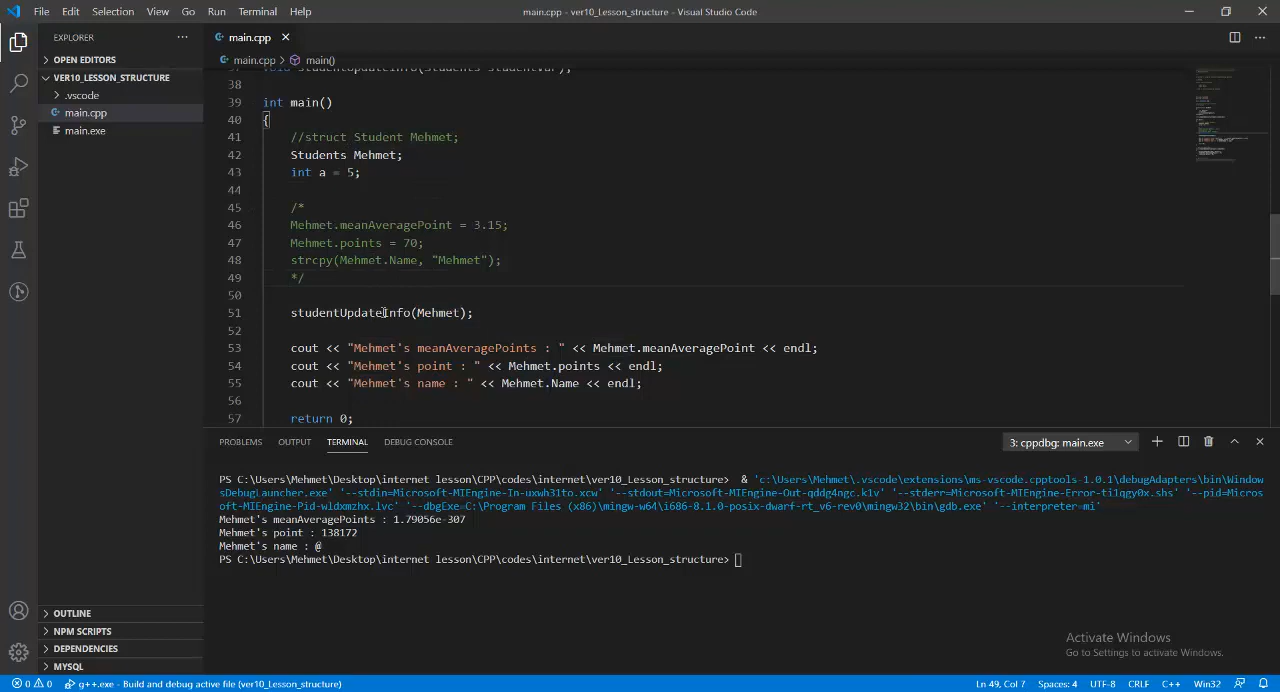 File Edit Selection View Go Run Terminal Help
main.cpp - ver10_Lesson_structure - Visual Studio Code
EXPLORER
OPEN EDITORS
VER10_LESSON_STRUCTURE
.vscode
main.cpp
main.exe
OUTLINE
NPM SCRIPTS
DEPENDENCIES
MYSQL
main.cpp
main.cpp > main()
38
39 int main()
40 {
41 //struct Student Mehmet;
42 Students Mehmet;
43 int a = 5;
44
45 /*
46 Mehmet.meanAveragePoint = 3.15;
47 Mehmet.points = 70;
48 strcpy(Mehmet.Name, "Mehmet");
49 */
50
51 studentUpdateInfo(Mehmet);
52
53 cout << "Mehmet's meanAveragePoints : " << Mehmet.meanAveragePoint << endl;
54 cout << "Mehmet's point : " << Mehmet.points << endl;
55 cout << "Mehmet's name : " << Mehmet.Name << endl;
56
57 return 0;
PROBLEMS OUTPUT TERMINAL DEBUG CONSOLE
3: cppdbg: main.exe
PS C:\Users\Mehmet\Desktop\internet lesson\CPP\codes\internet\ver10_Lesson_structure> & 'c:\Users\Mehmet\.vscode\extensions\ms-vscode.cpptools-1.0.1\debugAdapters\bin\Window
sDebugLauncher.exe' '--stdin=Microsoft-MIEngine-In-uxwh31to.xcw' '--stdout=Microsoft-MIEngine-Out-qddg4ngc.k1v' '--stderr=Microsoft-MIEngine-Error-ti1qgy0x.shs' '--pid=Micros
oft-MIEngine-Pid-wldxmzhx.lvc' '--dbgExe=C:\Program Files (x86)\mingw-w64\i686-8.1.0-posix-dwarf-rt_v6-rev0\mingw32\bin\gdb.exe' '--interpreter=mi'
Mehmet's meanAveragePoints : 1.79056e-307
Mehmet's point : 138172
Mehmet's name : @
PS C:\Users\Mehmet\Desktop\internet lesson\CPP\codes\internet\ver10_Lesson_structure>
Activate Windows
Go to Settings to activate Windows.
0 0 g++.exe - Build and debug active file (ver10_Lesson_structure)
Ln 49, Col 7 Spaces: 4 UTF-8 CRLF C++ Win32